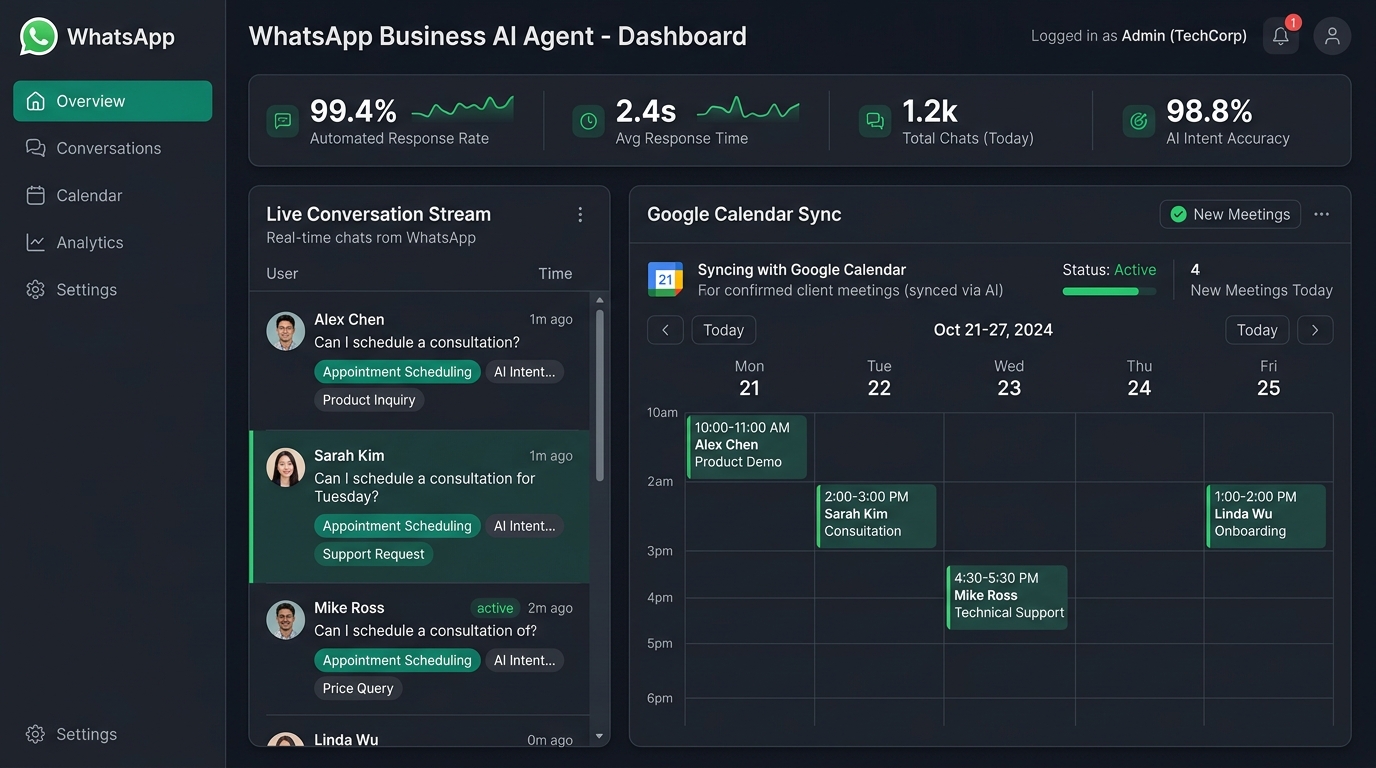 WhatsApp
Overview
Conversations
Calendar
Analytics
Settings
Settings
WhatsApp Business AI Agent - Dashboard
Logged in as Admin (TechCorp)
1
99.4%
Automated Response Rate
2.4s
Avg Response Time
1.2k
Total Chats (Today)
98.8%
AI Intent Accuracy
Live Conversation Stream
Real-time chats rom WhatsApp
User Time
Alex Chen 1m ago
Can I schedule a consultation?
Appointment Scheduling AI Intent...
Product Inquiry
Sarah Kim 1m ago
Can I schedule a consultation for
Tuesday?
Appointment Scheduling AI Intent...
Support Request
Mike Ross active 2m ago
Can I schedule a consultation of?
Appointment Scheduling AI Intent...
Price Query
Linda Wu 0m ago
Google Calendar Sync
New Meetings
21
Syncing with Google Calendar
For confirmed client meetings (synced via AI)
Status: Active
4
New Meetings Today
Today
Oct 21-27, 2024
Today
Mon Tue Wed Thu Fri
21 22 23 24 25
10am
10:00-11:00 AM
Alex Chen
Product Demo
2am
2:00-3:00 PM
Sarah Kim
Consuitation
1:00-2:00 PM
Linda Wu
Onboarding
3pm
4:30-5:30 PM
Mike Ross
Technical Support
4pm
5pm
6pm